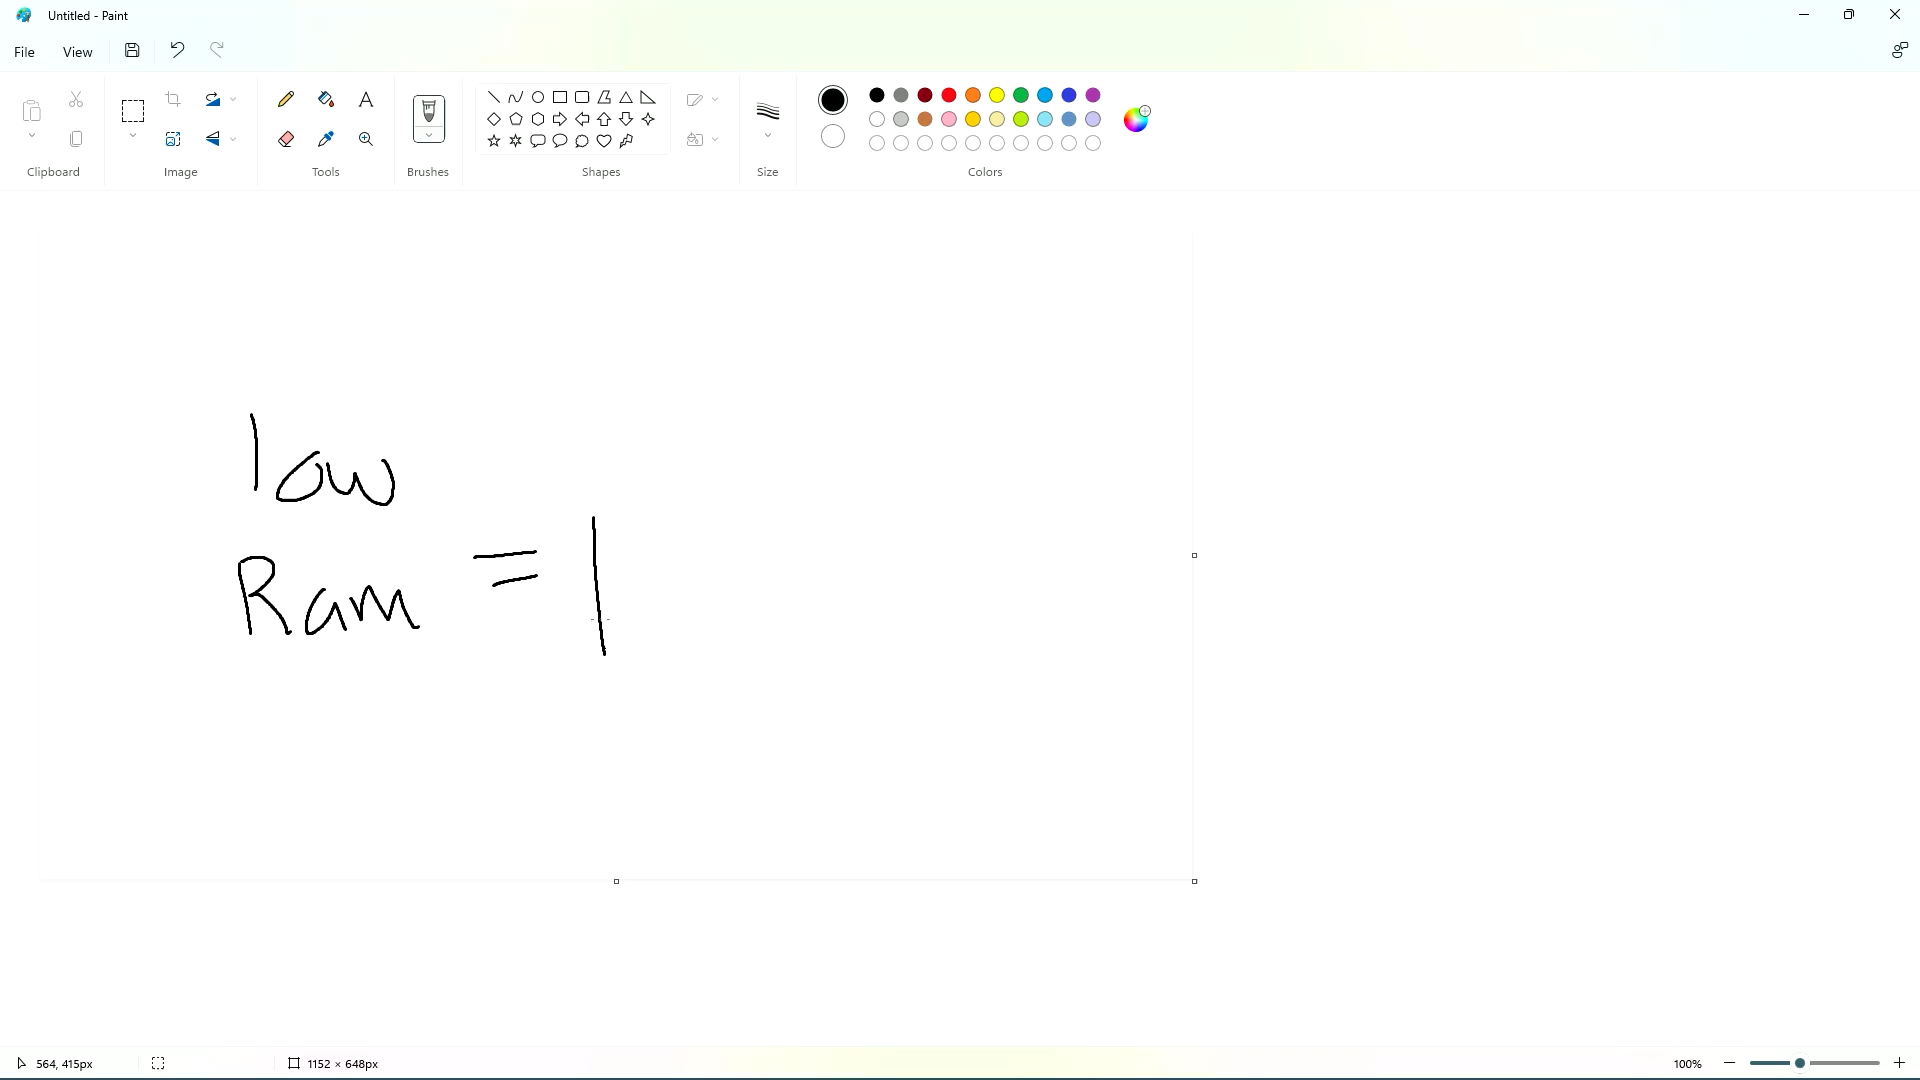 Untitled - Paint
File View
Clipboard Image Tools Brushes Shapes Size Colors
low
Ram = 1
564, 415px 1152 × 648px 100%